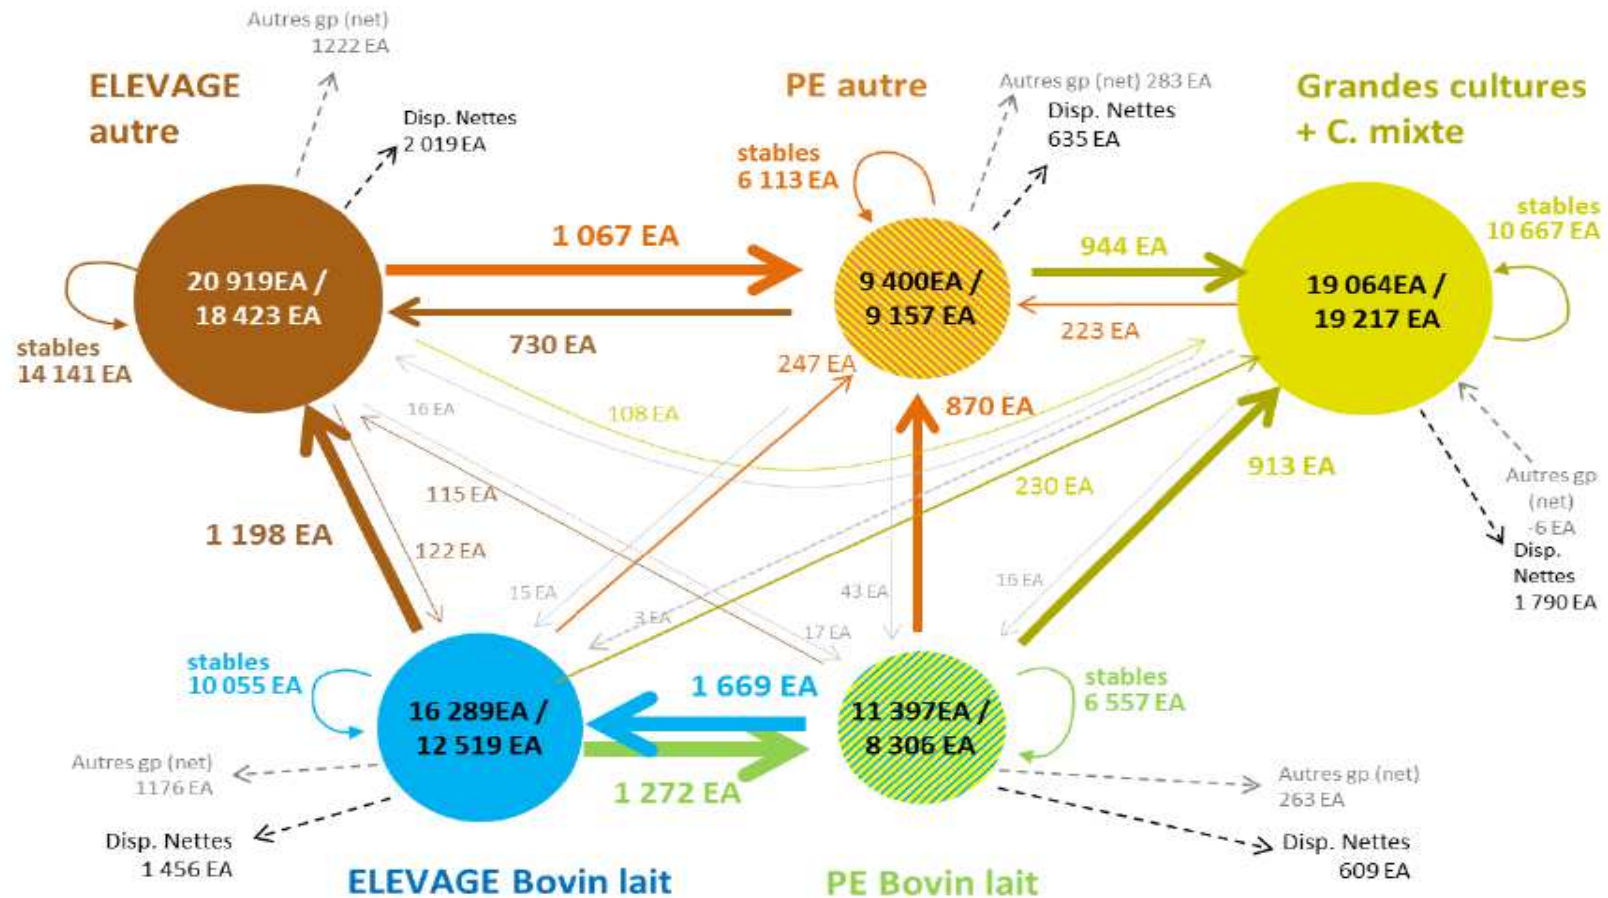 Autres gp (net)
1222 EA
ELEVAGE
autre
Disp. Nettes
2 019 EA
PE autre
Autres gp (net) 283 EA
Disp. Nettes
635 EA
Grandes cultures
+ C. mixte
stables
6 113 EA
stables
10 667 EA
1 067 EA
944 EA
20 919EA /
18 423 EA
9 400EA /
9 157 EA
19 064EA /
19 217 EA
stables
14 141 EA
730 EA
223 EA
247 EA
16 EA
108 EA
870 EA
913 EA
115 EA
230 EA
Autres gp
(net)
-6 EA
Disp.
Nettes
1 790 EA
1 198 EA
122 EA
15 EA
3 EA
43 EA
17 EA
16 EA
stables
10 055 EA
1 669 EA
stables
6 557 EA
16 289EA /
12 519 EA
11 397EA /
8 306 EA
Autres gp (net)
1176 EA
1 272 EA
Autres gp (net)
263 EA
Disp. Nettes
1 456 EA
Disp. Nettes
609 EA
ELEVAGE Bovin lait
PE Bovin lait